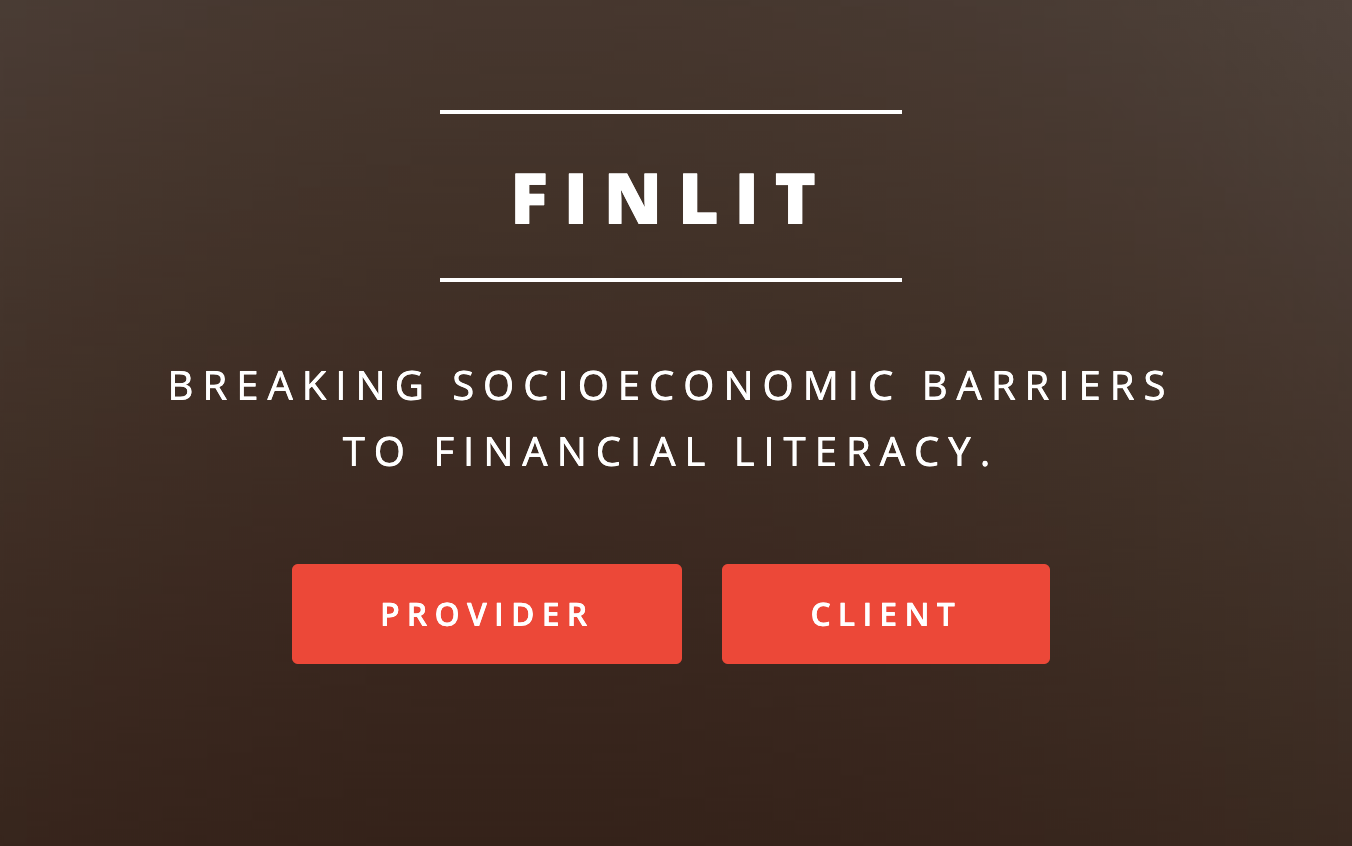 FINLIT
BREAKING SOCIOECONOMIC BARRIERS
TO FINANCIAL LITERACY.
PROVIDER
CLIENT